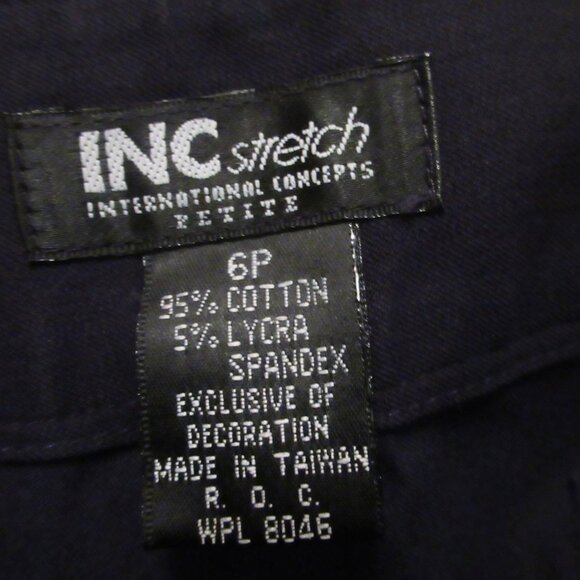 INC stretch
INTERNATIONAL CONCEPTS
PETITE
6P
95% COTTON
5% LYCRA
SPANDEX
EXCLUSIVE OF
DECORATION
MADE IN TAIWAN
R. O. C.
WPL 8046